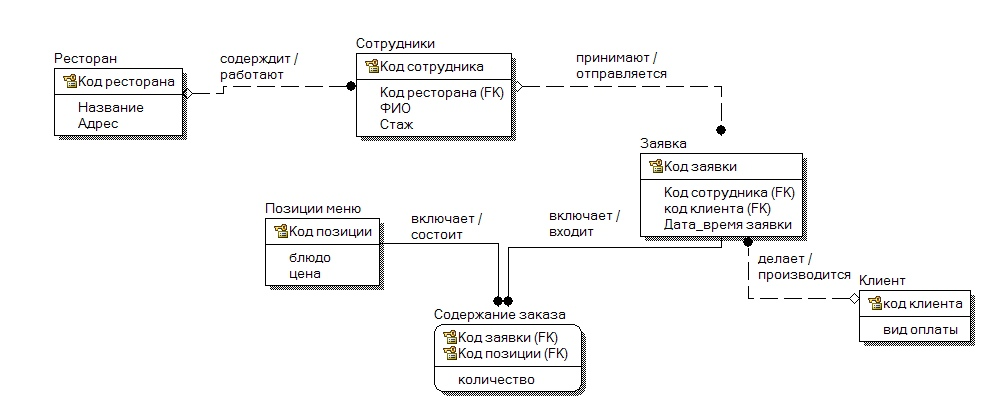 Ресторан
Код ресторана
Название
Адрес
содерждит /
работают
Сотрудники
Код сотрудника
Код ресторана (FK)
ФИО
Стаж
принимают /
отправляется
Заявка
Код заявки
Код сотрудника (FK)
код клиента (FK)
Дата_время заявки
Позиции меню
Код позиции
блюдо
цена
включает /
состоит
включает /
входит
делает /
производится
Клиент
код клиента
вид оплаты
Содержание заказа
Код заявки (FK)
Код позиции (FK)
количество